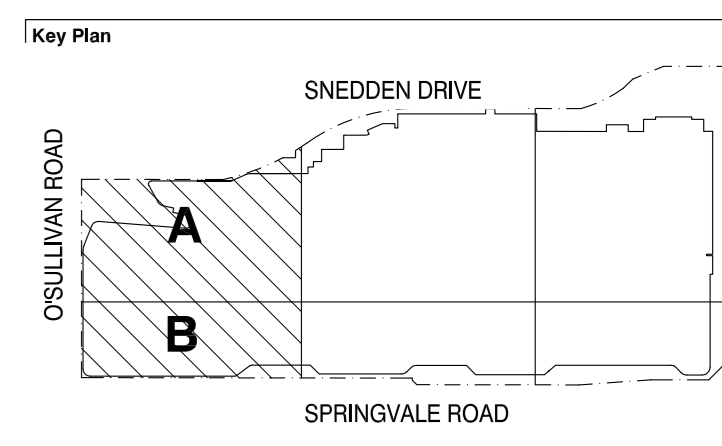 Key Plan
SNEDDEN DRIVE
O'SULLIVAN ROAD
A
B
SPRINGVALE ROAD